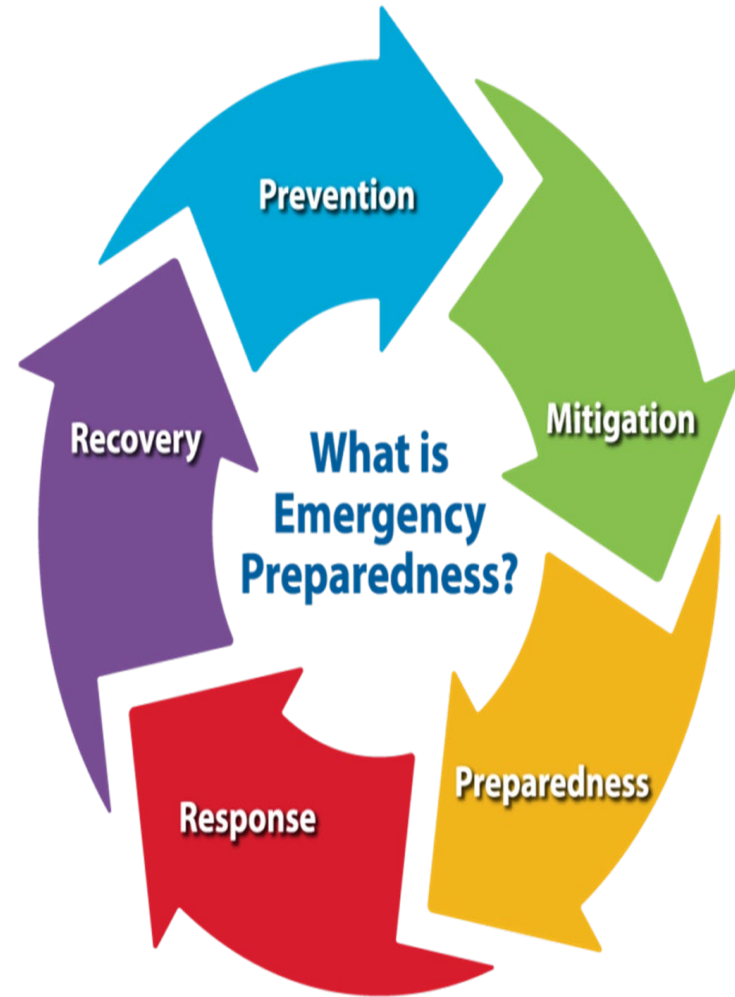 Prevention
Mitigation
Recovery
What is
Emergency
Preparedness?
Preparedness
Response